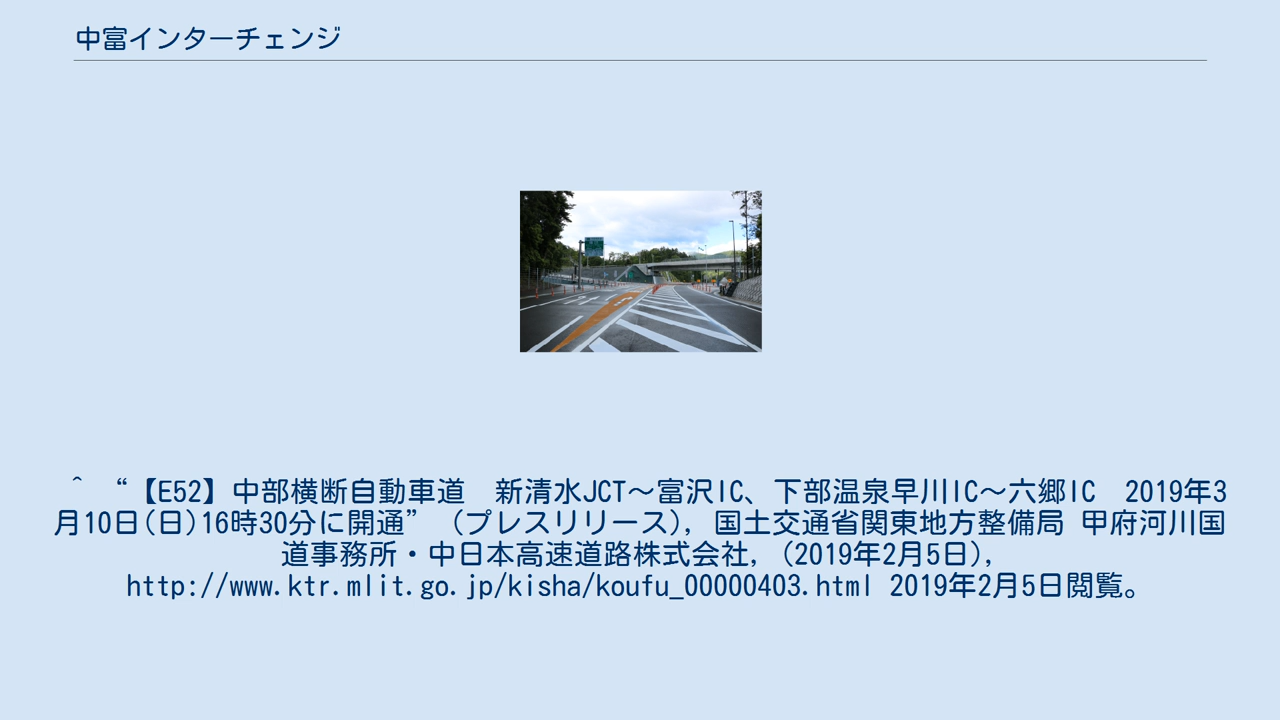 中富インターチェンジ
^ “【E52】中部横断自動車道　新清水JCT～富沢IC、下部温泉早川IC～六郷IC　2019年3
月10日(日)16時30分に開通” (プレスリリース), 国土交通省関東地方整備局 甲府河川国
道事務所・中日本高速道路株式会社, (2019年2月5日),
http://www.ktr.mlit.go.jp/kisha/koufu_00000403.html 2019年2月5日閲覧。